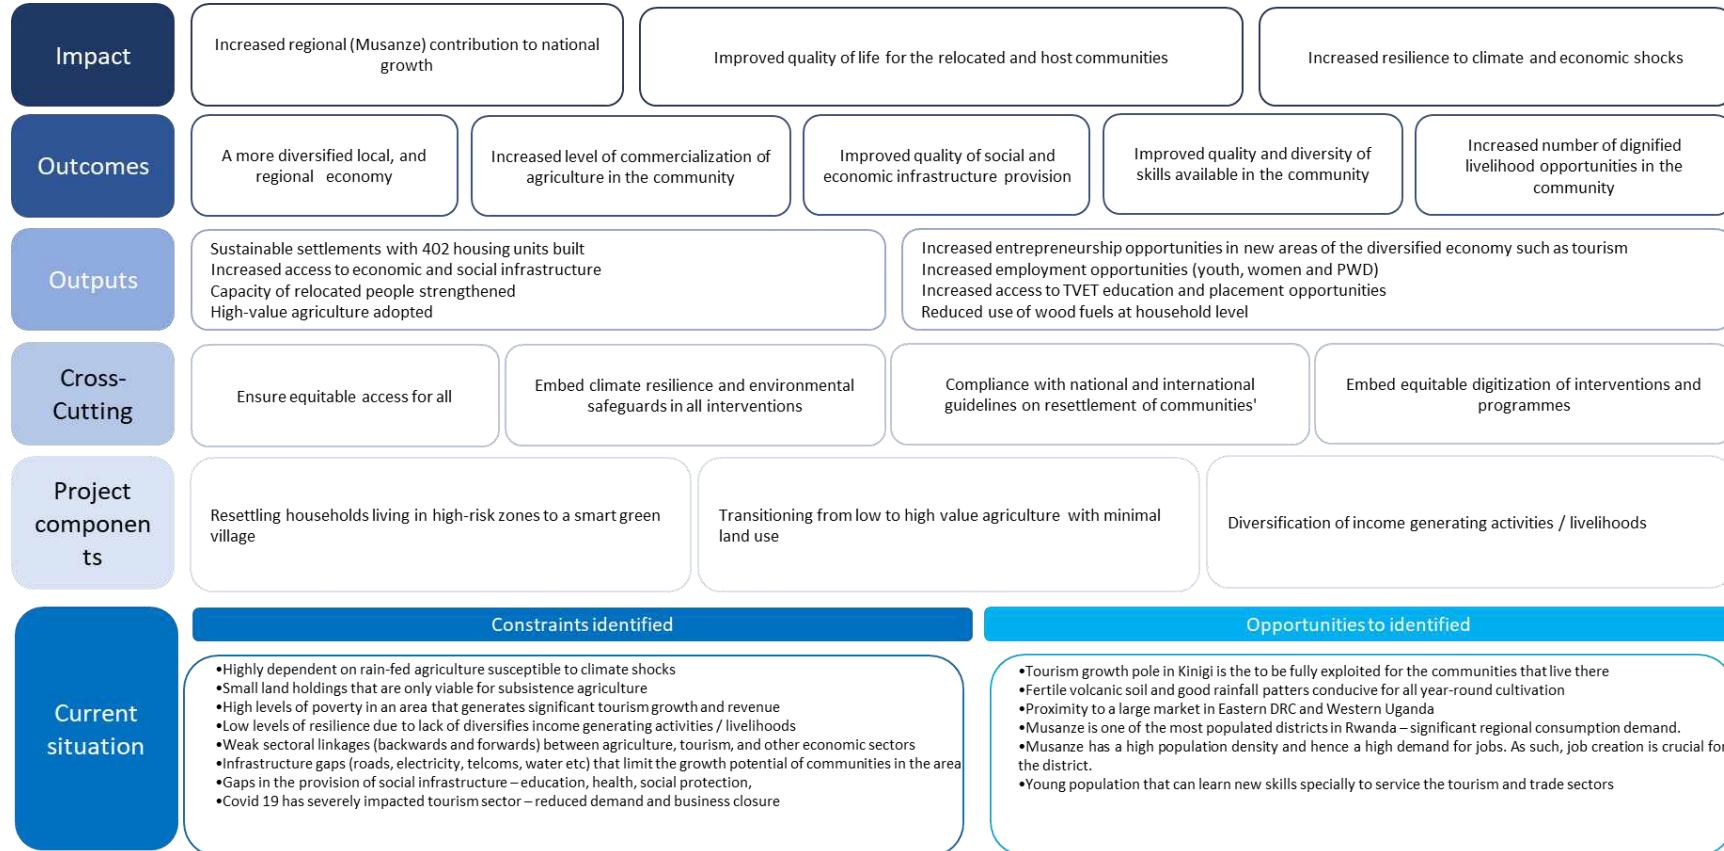 Impact
Increased regional (Musanze) contribution to national
growth
Improved quality of life for the relocated and host communities
Increased resilience to climate and economic shocks
Outcomes
A more diversified local, and
regional economy
Increased level of commercialization of
agriculture in the community
Improved quality of social and
economic infrastructure provision
Improved quality and diversity of
skills available in the community
Increased number of dignified
livelihood opportunities in the
community
Outputs
Sustainable settlements with 402 housing units built
Increased access to economic and social infrastructure
Capacity of relocated people strengthened
High-value agriculture adopted
Increased entrepreneurship opportunities in new areas of the diversified economy such as tourism
Increased employment opportunities (youth, women and PWD)
Increased access to TVET education and placement opportunities
Reduced use of wood fuels at household level
Cross-
Cutting
Ensure equitable access for all
Embed climate resilience and environmental
safeguards in all interventions
Compliance with national and international
guidelines on resettlement of communities'
Embed equitable digitization of interventions and
programmes
Project
componen
ts
Resettling households living in high-risk zones to a smart green
village
Transitioning from low to high value agriculture with minimal
land use
Diversification of income generating activities / livelihoods
Current
situation
Constraints identified
•Highly dependent on rain-fed agriculture susceptible to climate shocks
•Small land holdings that are only viable for subsistence agriculture
•High levels of poverty in an area that generates significant tourism growth and revenue
•Low levels of resilience due to lack of diversifies income generating activities / livelihoods
•Weak sectoral linkages (backwards and forwards) between agriculture, tourism, and other economic sectors
•Infrastructure gaps (roads, electricity, telcoms, water etc) that limit the growth potential of communities in the area
•Gaps in the provision of social infrastructure – education, health, social protection,
•Covid 19 has severely impacted tourism sector – reduced demand and business closure
Opportunities to identified
•Tourism growth pole in Kinigi is the to be fully exploited for the communities that live there
•Fertile volcanic soil and good rainfall patters conducive for all year-round cultivation
•Proximity to a large market in Eastern DRC and Western Uganda
•Musanze is one of the most populated districts in Rwanda – significant regional consumption demand.
•Musanze has a high population density and hence a high demand for jobs. As such, job creation is crucial for
the district.
•Young population that can learn new skills specially to service the tourism and trade sectors